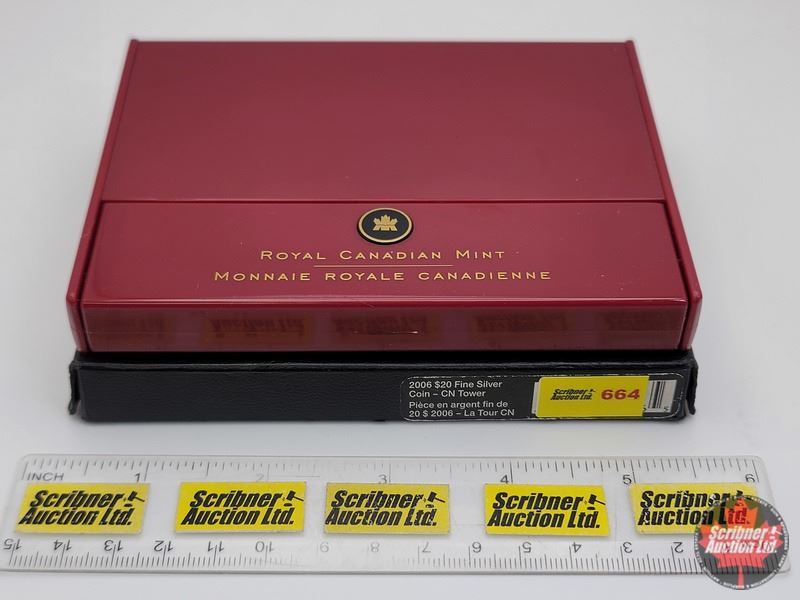 ROYAL CANADIAN MINT
MONNAIE ROYALE CANADIENNE
2006 $20 Fine Silver
Coin – CN Tower
Pièce en argent fin de
20 $ 2006 – La Tour CN
Scribner
Auction Ltd.
664
INCH 1 2 3 4 5 6
Scribner
Auction Ltd.
Scribner
Auction Ltd.
Scribner
Auction Ltd.
Scribner
Auction Ltd.
Scribner
Auction Ltd.
15 14 13 12 11 10 9 8 7 6 5 4 3 2
Scribner
Auction Ltd.